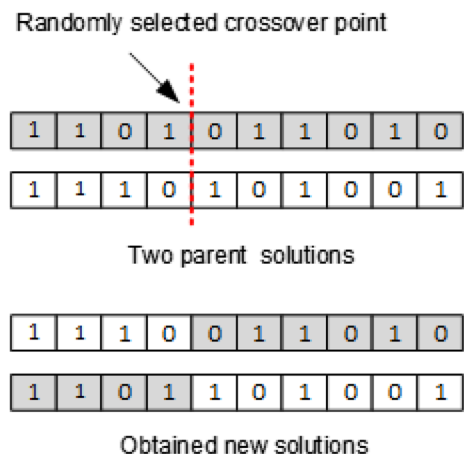 Randomly selected crossover point
1 1 0 1 0 1 1 0 1 0
1 1 1 0 1 0 1 0 0 1
Two parent solutions
1 1 1 0 0 1 1 0 1 0
1 1 0 1 1 0 1 0 0 1
Obtained new solutions